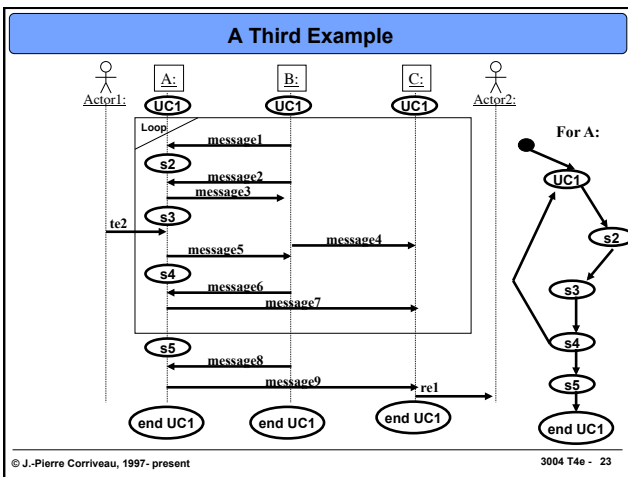 A Third Example
Actor1:
A:
B:
C:
Actor2:
UC1
UC1
UC1
For A:
Loop
message1
s2
message2
message3
s3
te2
message4
message5
s4
message6
message7
s5
message8
message9
re1
end UC1
end UC1
end UC1
UC1
s2
s3
s4
s5
end UC1
© J.-Pierre Corriveau, 1997- present
3004 T4e - 23